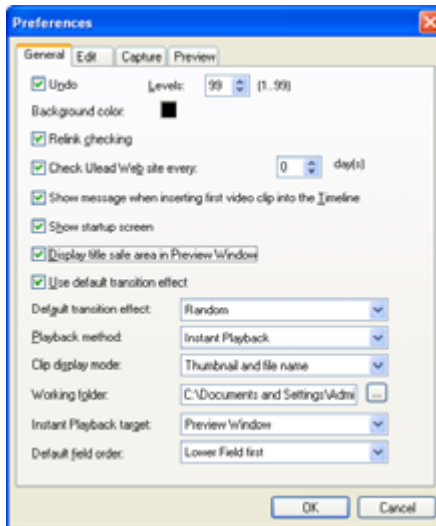 Preferences
General Edit Capture Preview
Undo Levels: 99 (1..99)
Background color:
Relink checking
Check Ulead Web site every: 0 day(s)
Show message when inserting first video clip into the Timeline
Show startup screen
Display title safe area in Preview Window
Use default transition effect
Default transition effect: Random
Playback method: Instant Playback
Clip display mode: Thumbnail and file name
Working folder: C:\Documents and Settings\Admi ...
Instant Playback target: Preview Window
Default field order: Lower Field first
OK Cancel